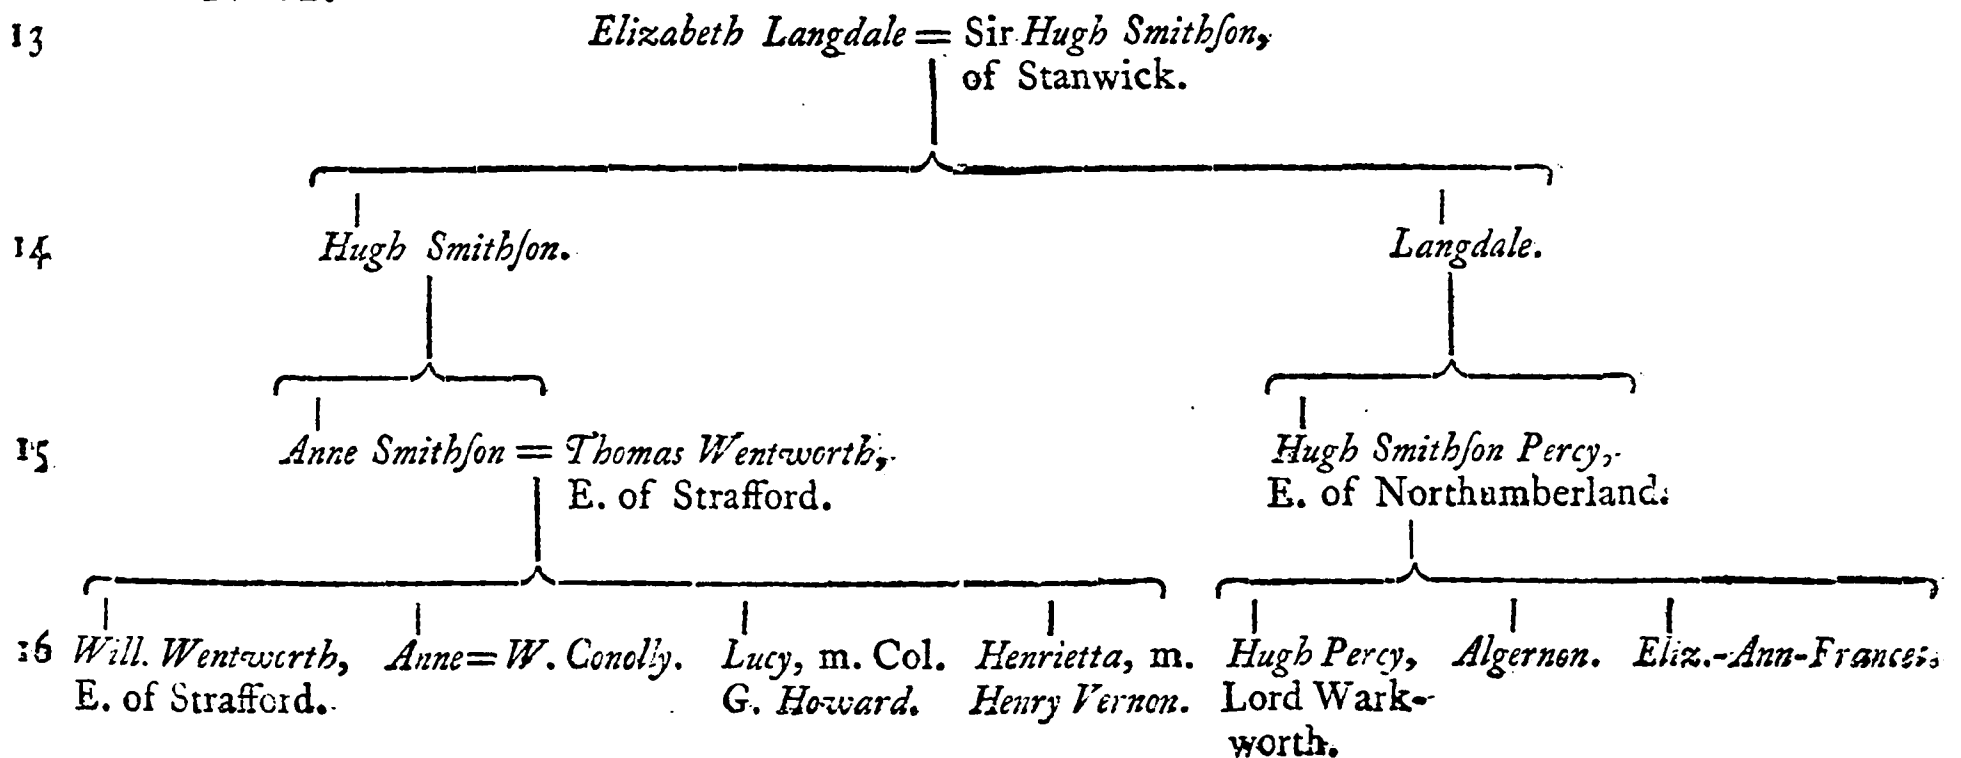 13 Elizabeth Langdale = Sir Hugh Smithſon,
of Stanwick.
14 Hugh Smithſon. Langdale.
15 Anne Smithſon = Thomas Wentworth, Hugh Smithſon Percy,
E. of Strafford. E. of Northumberland.
16 Will. Wentworth, Anne = W. Conolly. Lucy, m. Col. Henrietta, m. Hugh Percy, Algernon. Eliz.-Ann-Frances.
E. of Strafford. G. Howard. Henry Vernon. Lord Wark-
worth.